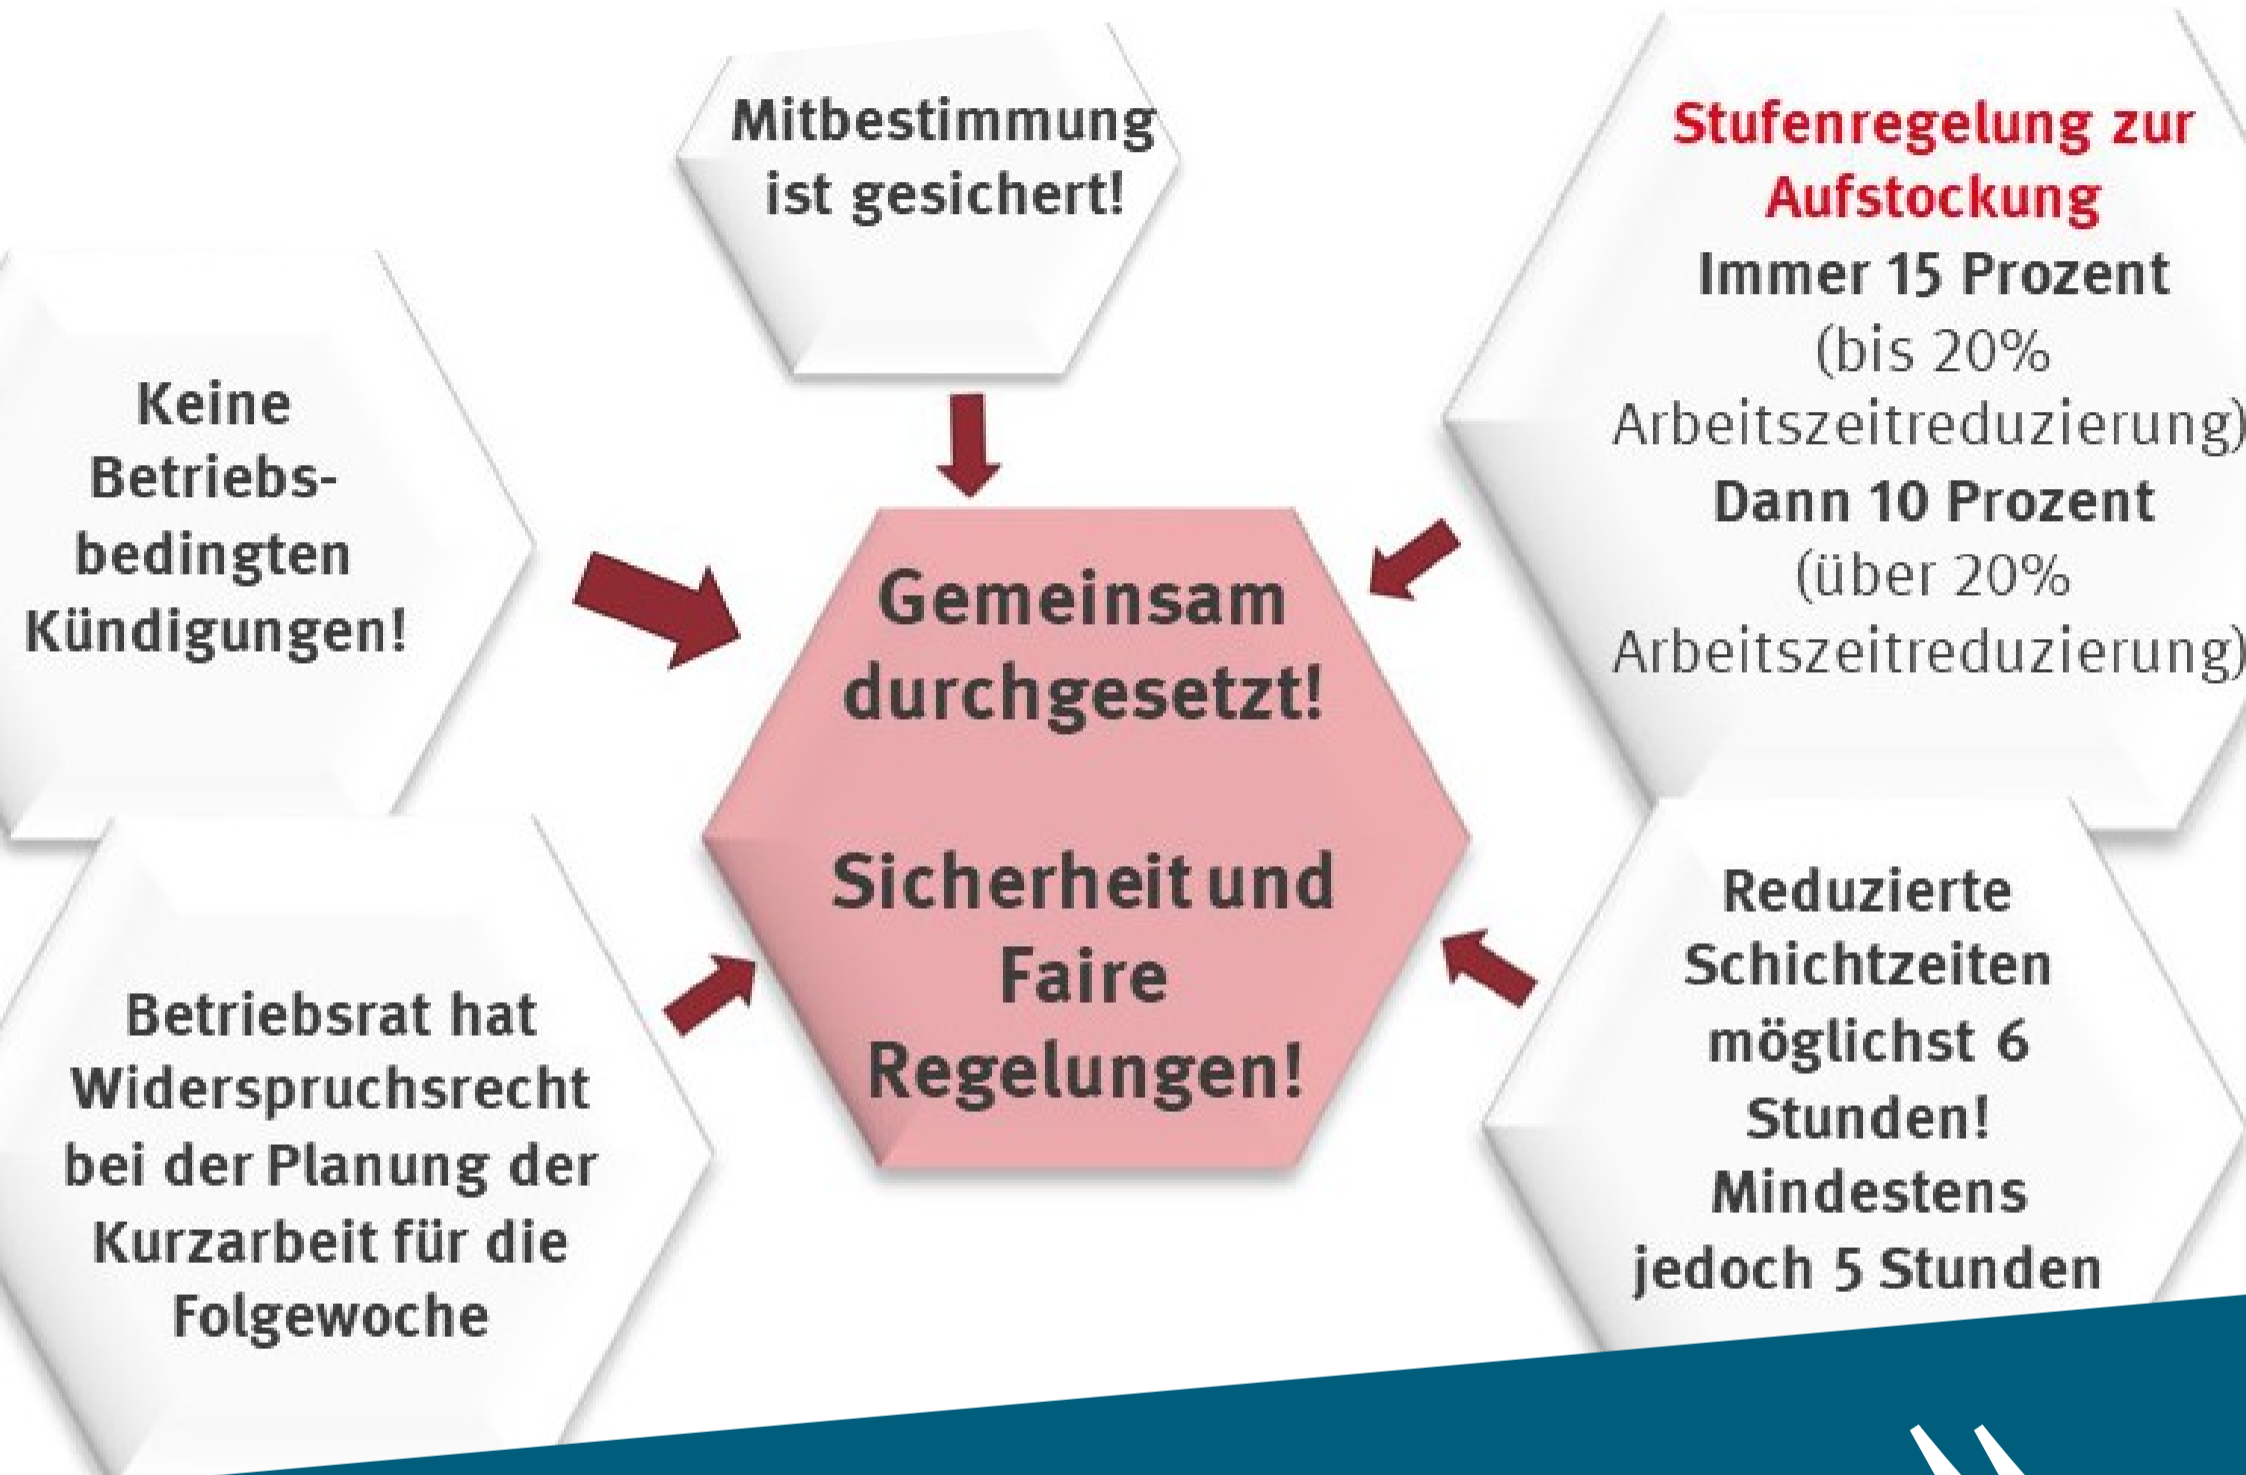 Mitbestimmung
ist gesichert!
Stufenregelung zur
Aufstockung
Immer 15 Prozent
(bis 20%
Arbeitszeitreduzierung)
Dann 10 Prozent
(über 20%
Arbeitszeitreduzierung)
Keine
Betriebs-
bedingten
Kündigungen!
Gemeinsam
durchgesetzt!
Sicherheit und
Faire
Regelungen!
Betriebsrat hat
Widerspruchsrecht
bei der Planung der
Kurzarbeit für die
Folgewoche
Reduzierte
Schichtzeiten
möglichst 6
Stunden!
Mindestens
jedoch 5 Stunden